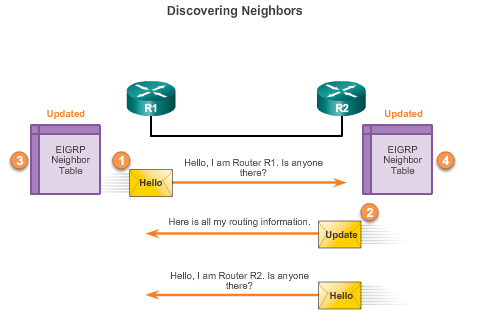 Discovering Neighbors
R1
R2
Updated
Updated
EIGRP
Neighbor
Table
3
EIGRP
Neighbor
Table
4
1
Hello
Hello, I am Router R1. Is anyone
there?
2
Here is all my routing information.
Update
Hello, I am Router R2. Is anyone
there?
Hello